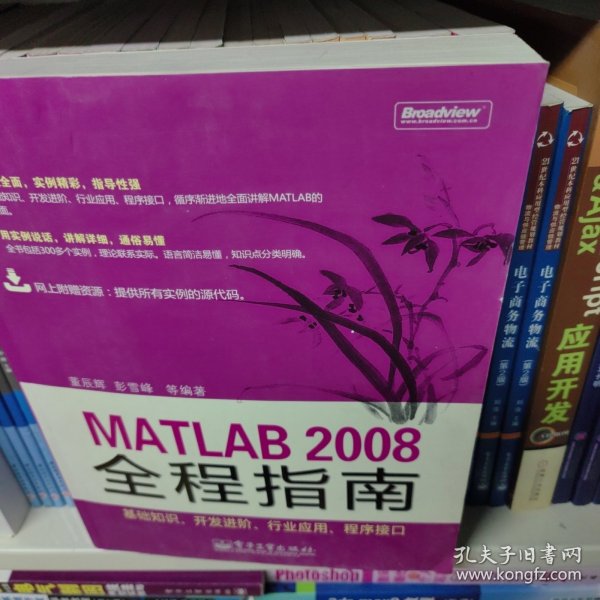 Broadview
www.broadview.com.cn
全面，实例精彩，指导性强
知识、开发进阶、行业应用、程序接口，循序渐进地全面讲解MATLAB的
用实例说话，讲解详细，通俗易懂
全书包括300多个实例，理论联系实际，语言简洁易懂，知识点分类明确。
网上附赠资源：提供所有实例的源代码。
董辰辉 彭雪峰 等编著
MATLAB 2008
全程指南
基础知识、开发进阶、行业应用、程序接口
电子工业出版社
电子商务物流
（第2版）
电子商务物流
（第2版）
Ajax
应用开发
Photoshop
孔夫子旧书网
www.kongfz.com